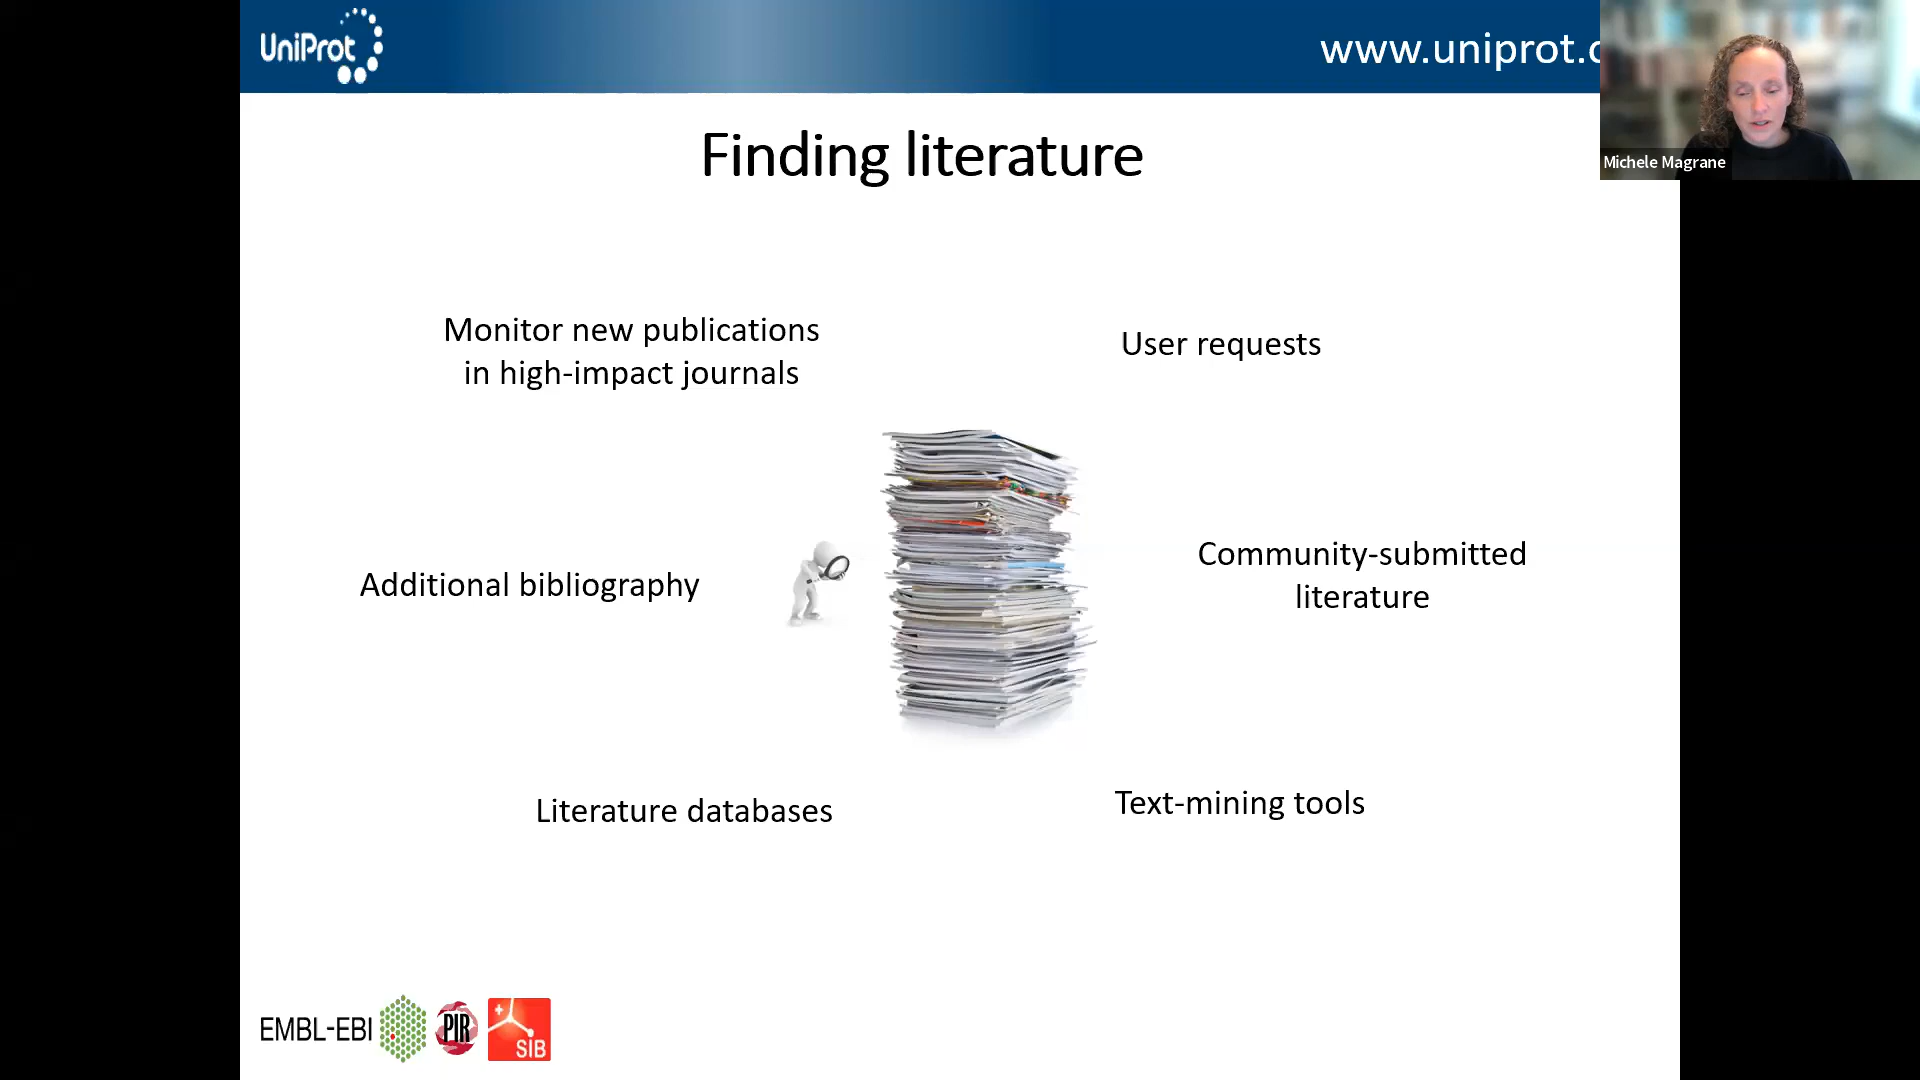 UniProt
www.uniprot.
Michele Magrane
Finding literature
Monitor new publications
in high-impact journals
User requests
Additional bibliography
Community-submitted
literature
Literature databases
Text-mining tools
EMBL-EBI
PIR
SIB